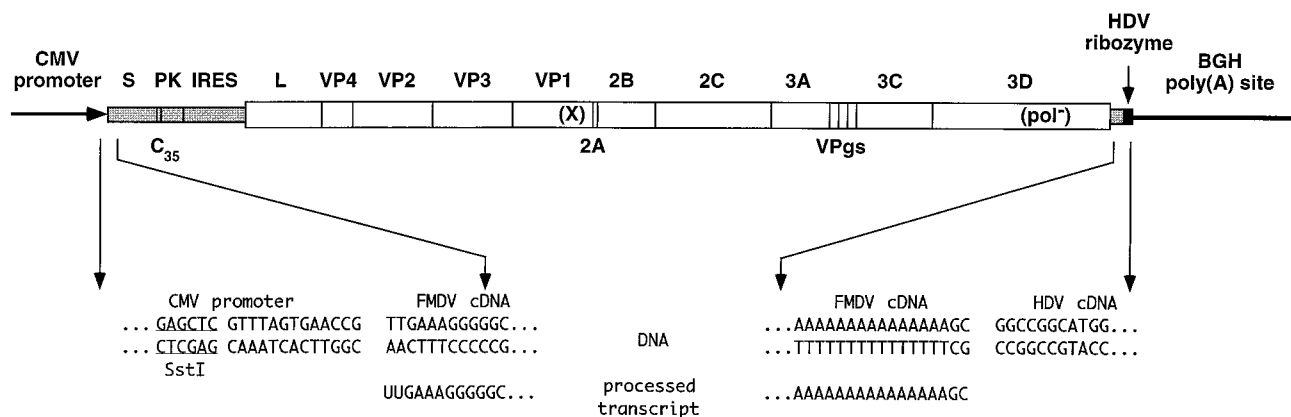 CMV promoter
S PK IRES L VP4 VP2 VP3 VP1 2B 2C 3A 3C 3D
HDV ribozyme
BGH poly(A) site
(X) (pol-)
C35 2A VPgs
CMV promoter FMDV cDNA FMDV cDNA HDV cDNA
...GAGCTC GTTTAGTGAACCG TTGAAAGGGGGC... DNA ...AAAAAAAAAAAAAAAAGC GGCCGGCATGG...
...CTCGAG CAAATCACTTGGC AACTTTCCCCCG... ...TTTTTTTTTTTTTTTTCG CCGGCCGTACC...
SstI
UUGAAAGGGGGC... processed transcript ...AAAAAAAAAAAAAAAGC